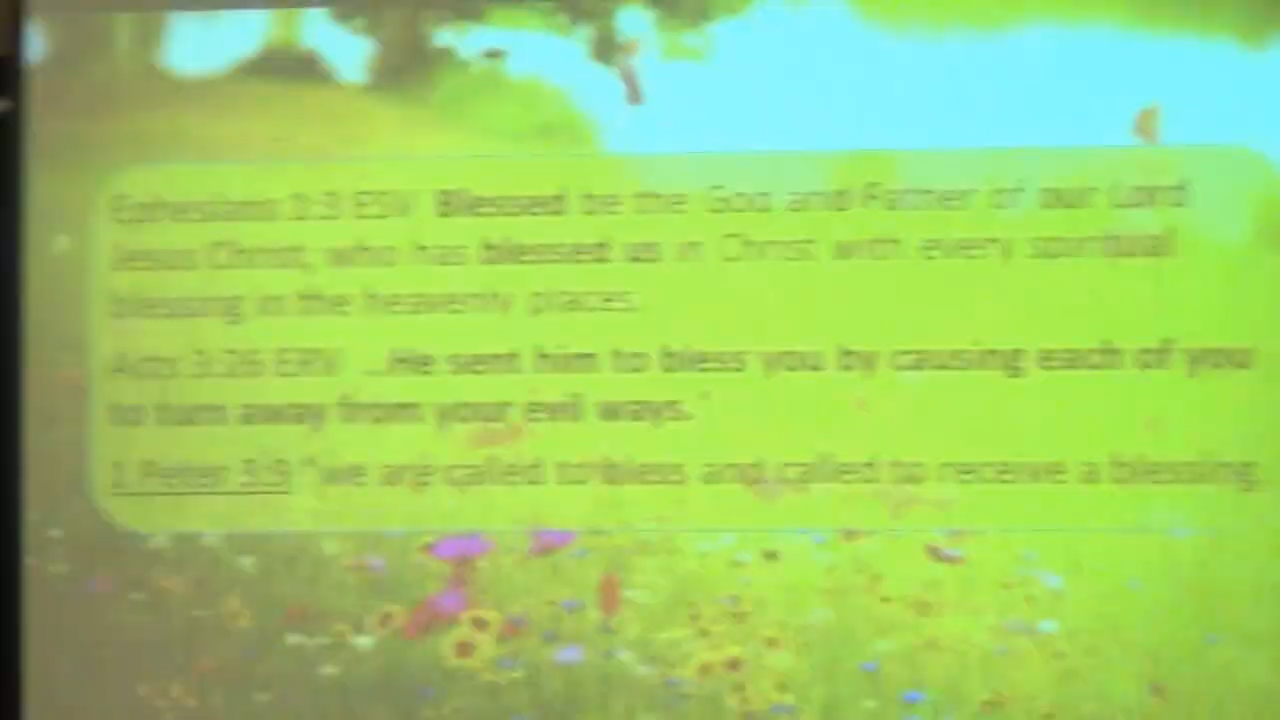 Ephesians 1:3 ESV Blessed be the God and Father of our Lord
Jesus Christ, who has blessed us in Christ with every spiritual
blessing in the heavenly places.
Acts 3:26 ERV ...He sent him to bless you by causing each of you
to turn away from your evil ways.”
1 Peter 3:9 “we are called to bless and called to receive a blessing